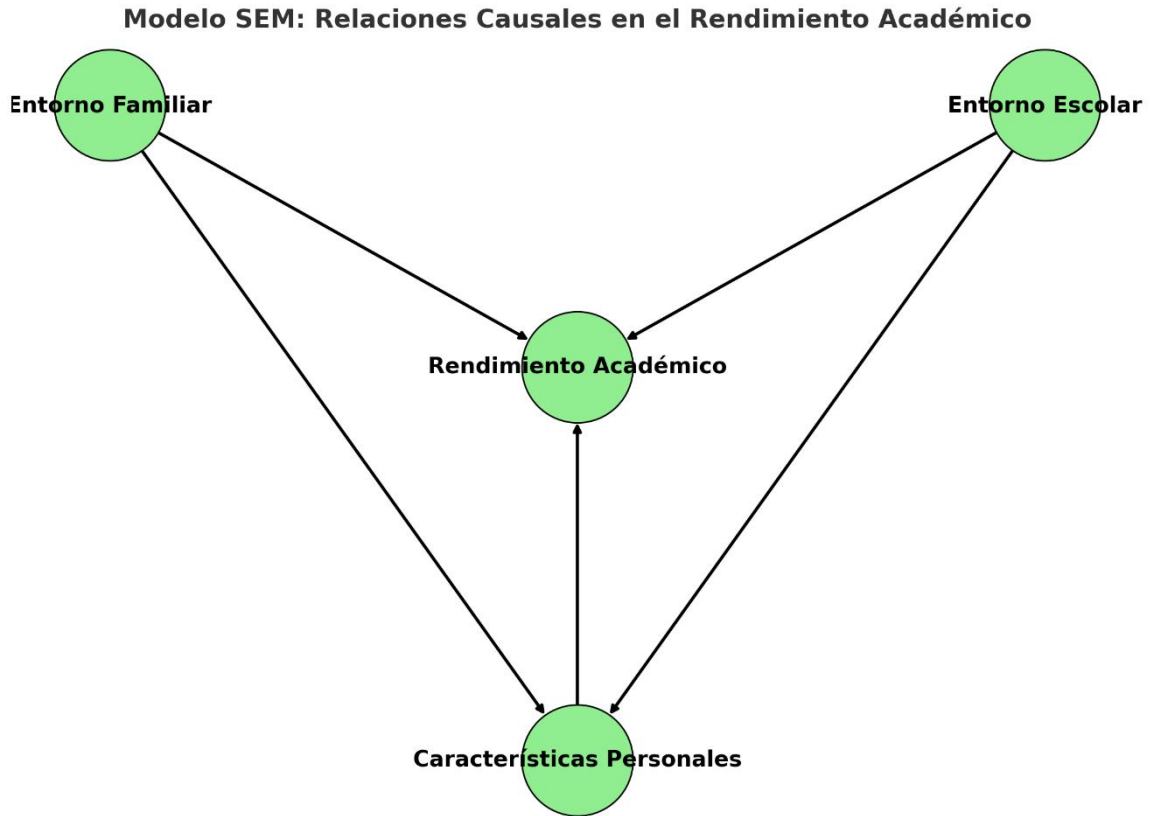 Modelo SEM: Relaciones Causales en el Rendimiento Académico
Entorno Familiar
Entorno Escolar
Rendimiento Académico
Características Personales